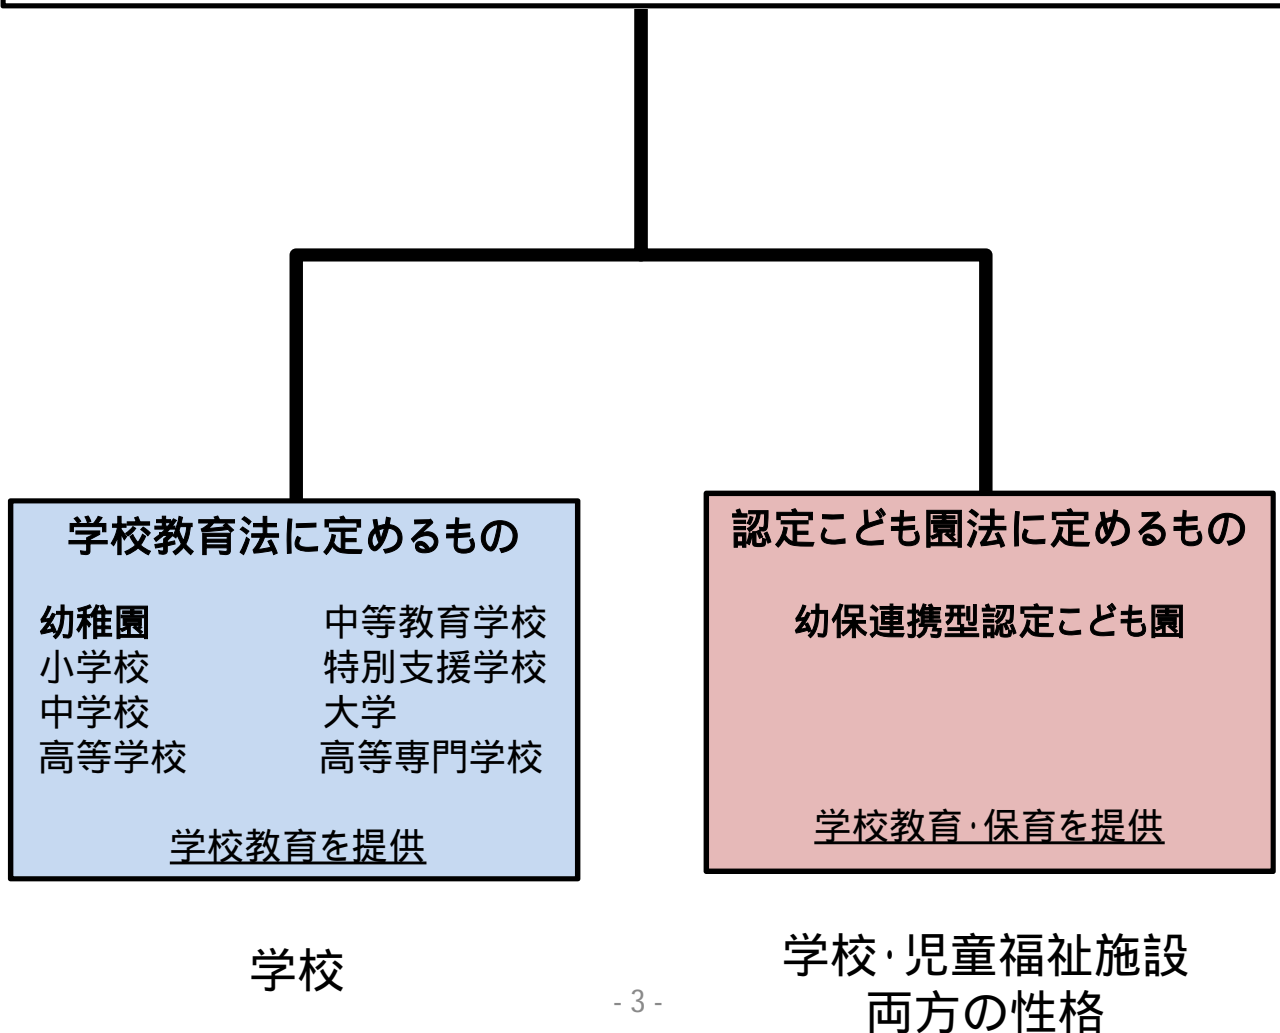 学校教育法に定めるもの
幼稚園 中等教育学校
小学校 特別支援学校
中学校 大学
高等学校 高等専門学校
学校教育を提供
学校
認定こども園法に定めるもの
幼保連携型認定こども園
学校教育・保育を提供
学校・児童福祉施設
両方の性格
- 3 -